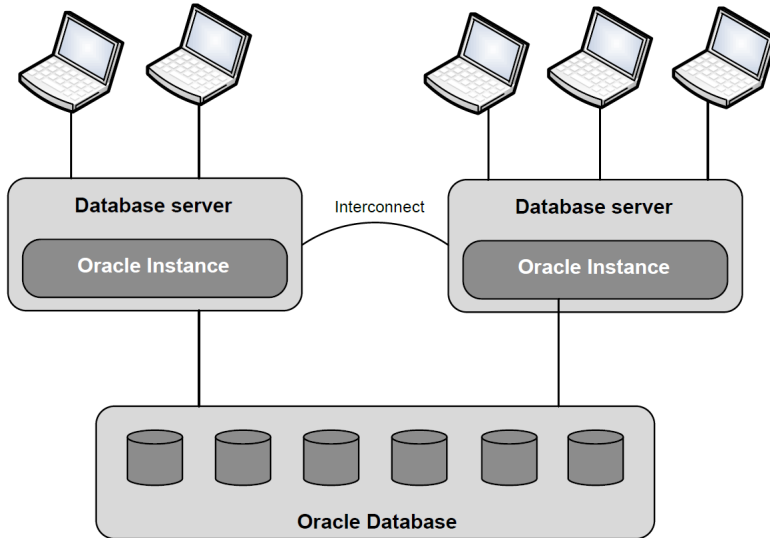 Database server
Interconnect
Database server
Oracle Instance
Oracle Instance
Oracle Database